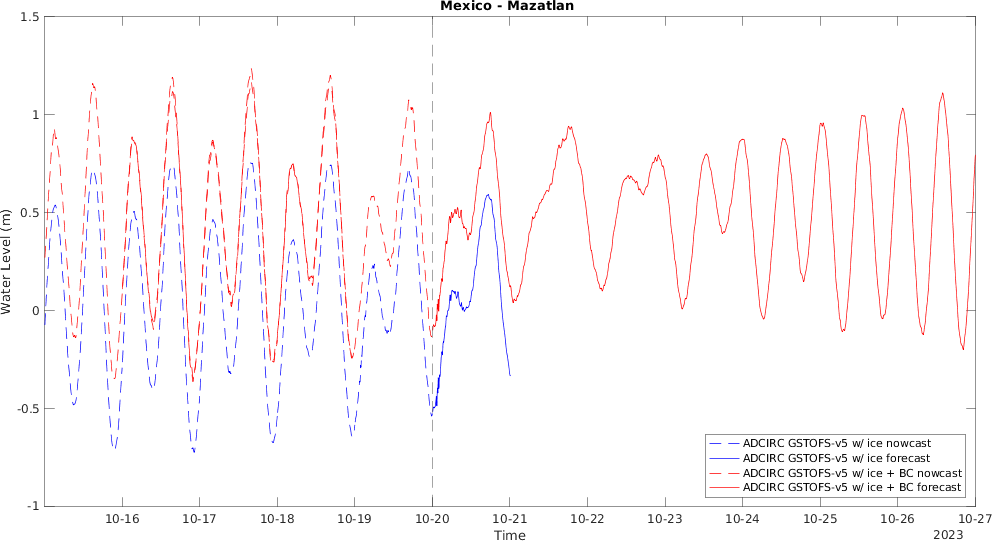 Mexico - Mazatlan
1.5
1
0.5
0
-0.5
-1
Water Level (m)
10-16
10-17
10-18
10-19
10-20
10-21
10-22
10-23
10-24
10-25
10-26
10-27
Time
2023
ADCIRC GSTOFS-v5 w/ ice nowcast
ADCIRC GSTOFS-v5 w/ ice forecast
ADCIRC GSTOFS-v5 w/ ice + BC nowcast
ADCIRC GSTOFS-v5 w/ ice + BC forecast